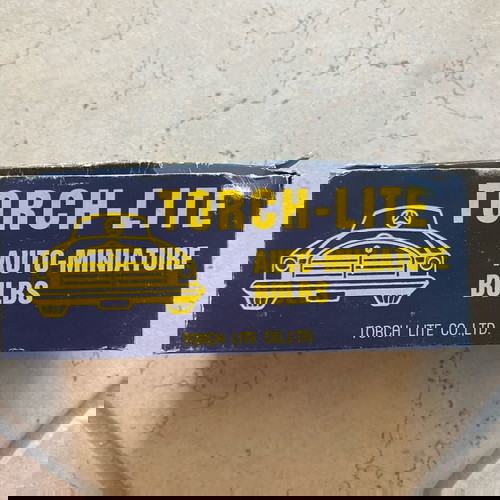 TORCH-LITE TORCH-LITE
AUTO-MINIATURE AUTO-MINIATURE
BULBS BULBS
TORCH LITE CO.,LTD. TORCH LITE CO.,LTD.